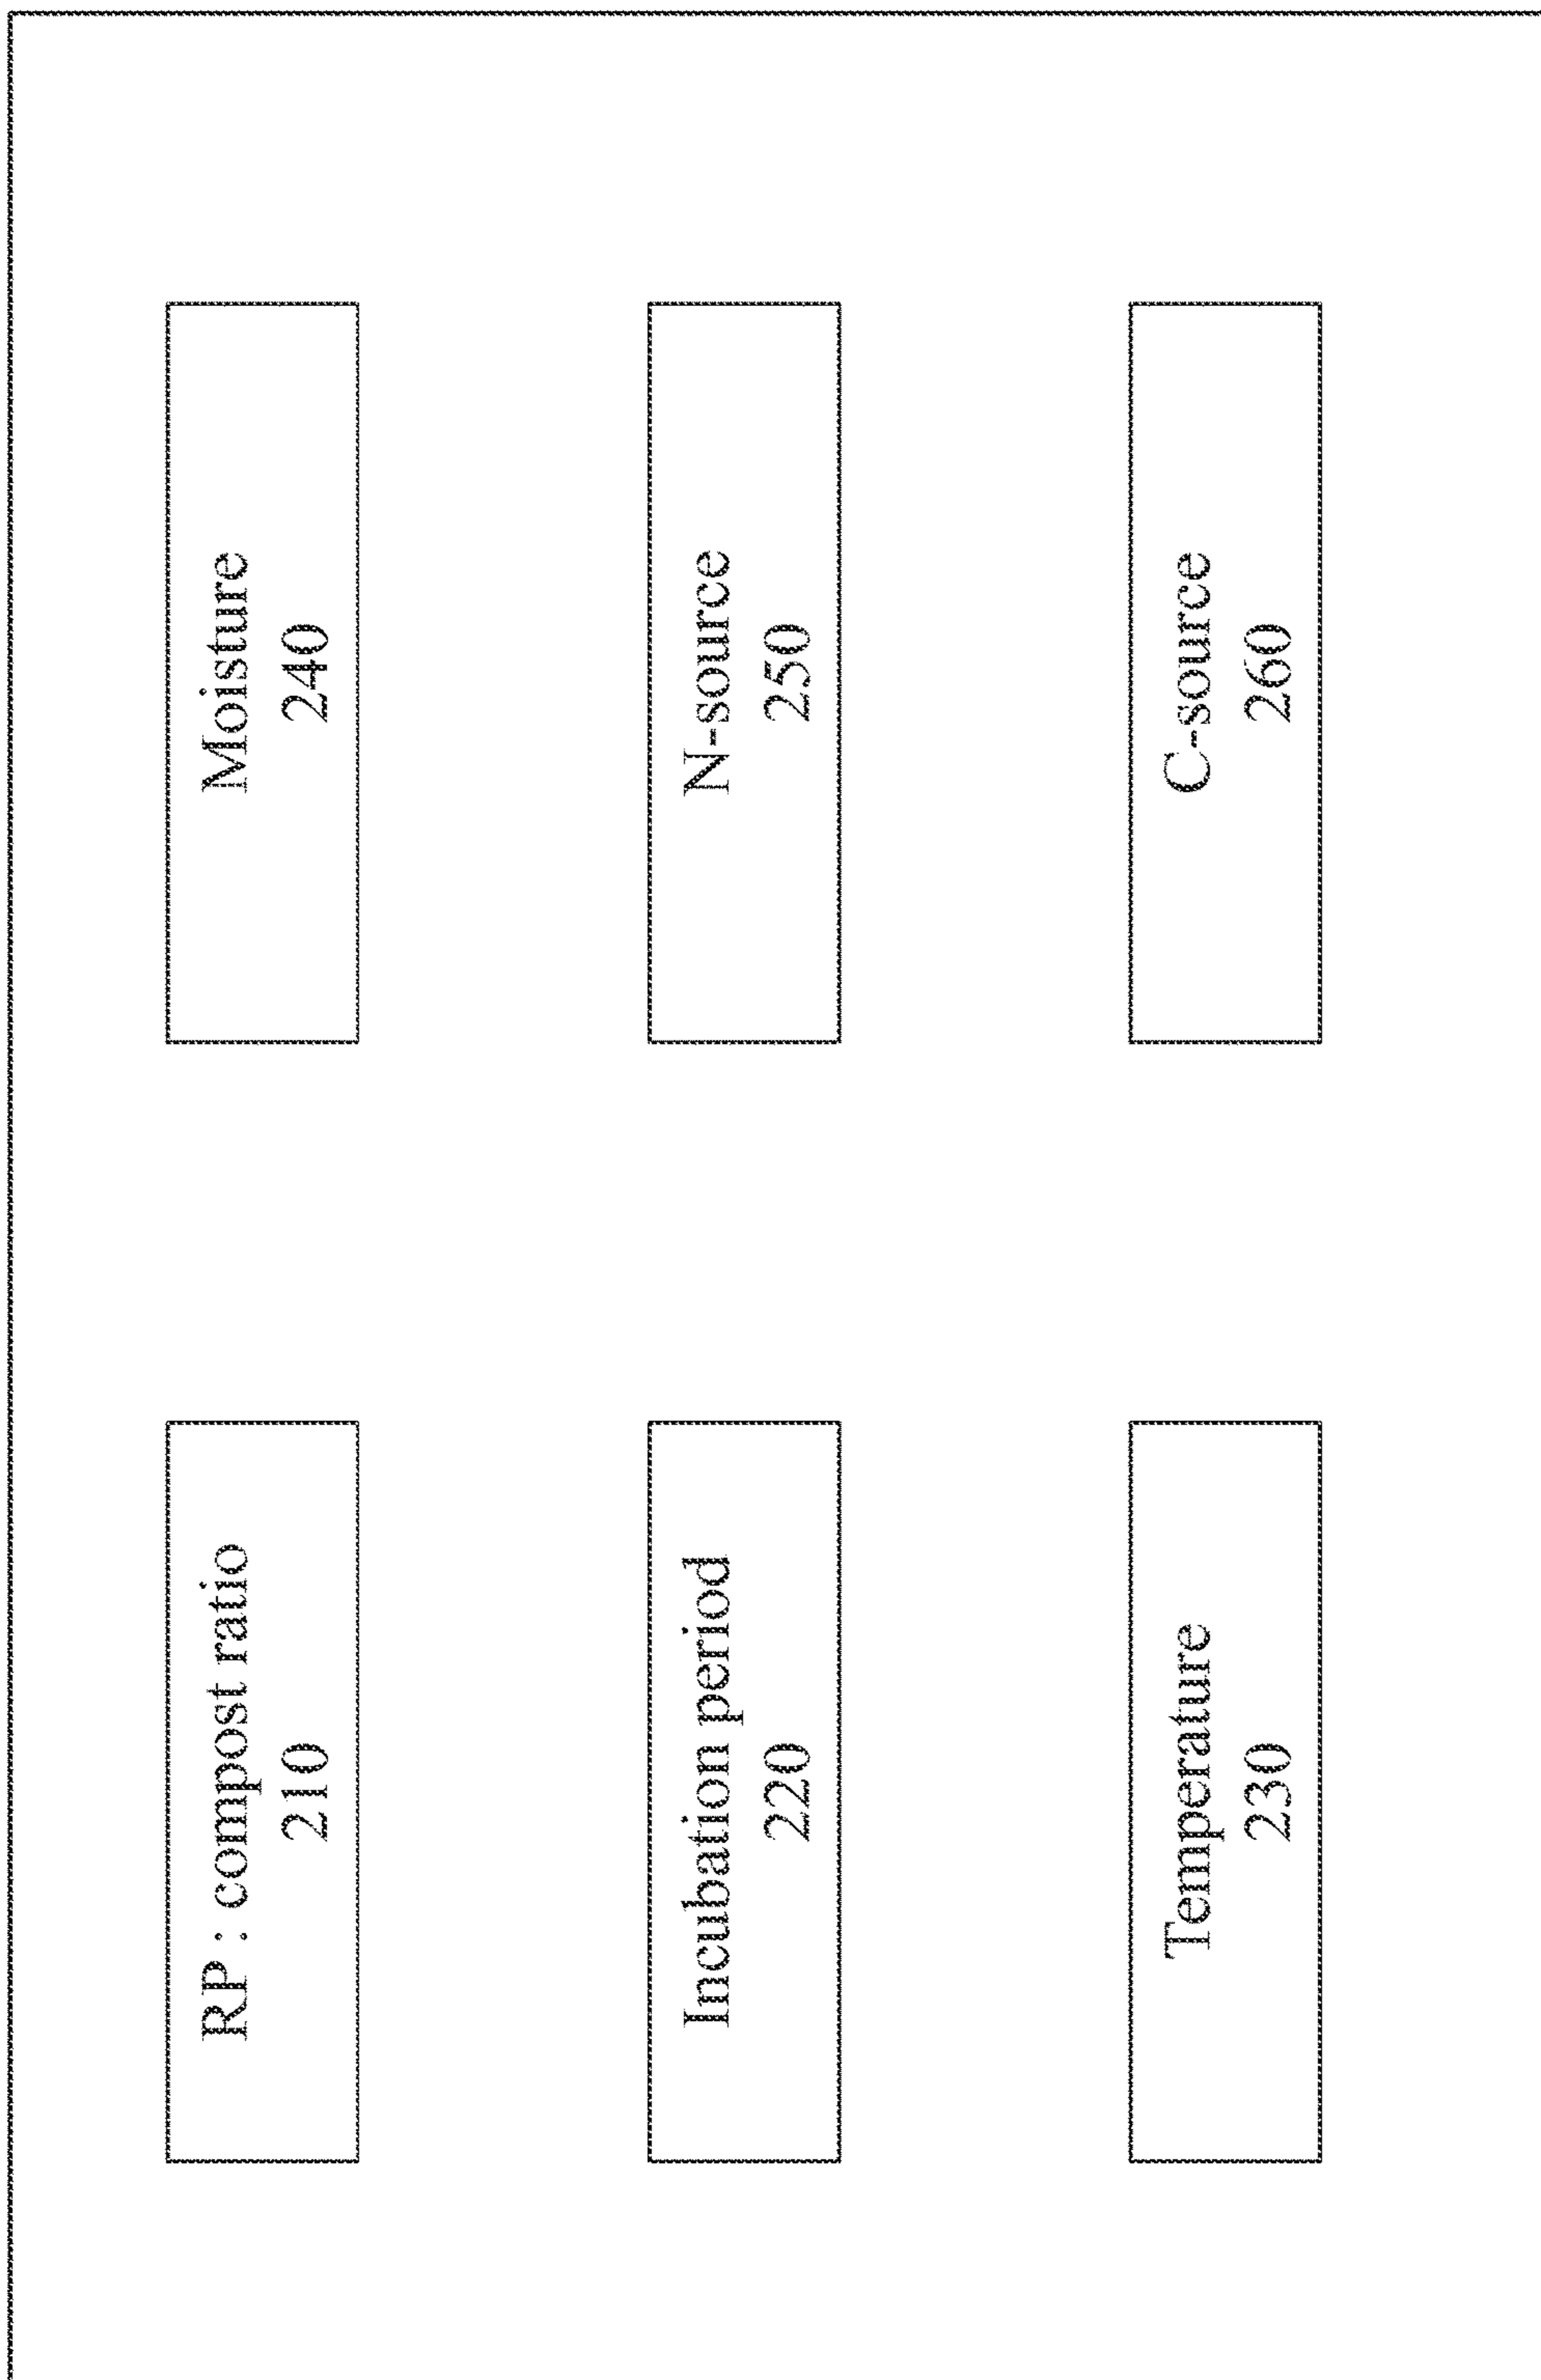 RP : compost ratio
210
Incubation period
220
Temperature
230
Moisture
240
N-source
250
C-source
260